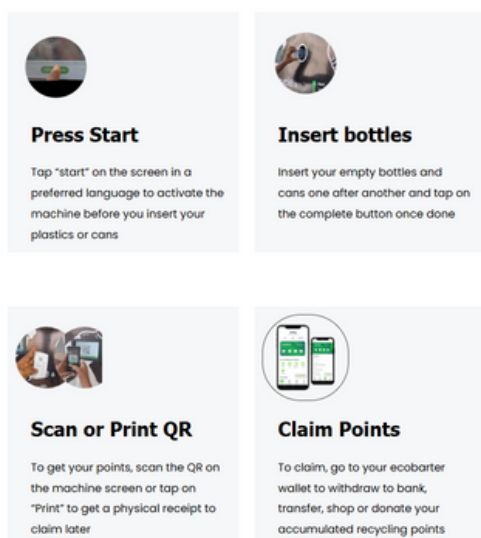 Press Start
Tap “start” on the screen in a
preferred language to activate the
machine before you insert your
plastics or cans
Insert bottles
Insert your empty bottles and
cans one after another and tap on
the complete button once done
Scan or Print QR
To get your points, scan the QR on
the machine screen or tap on
“Print” to get a physical receipt to
claim later
Claim Points
To claim, go to your ecobarter
wallet to withdraw to bank,
transfer, shop or donate your
accumulated recycling points